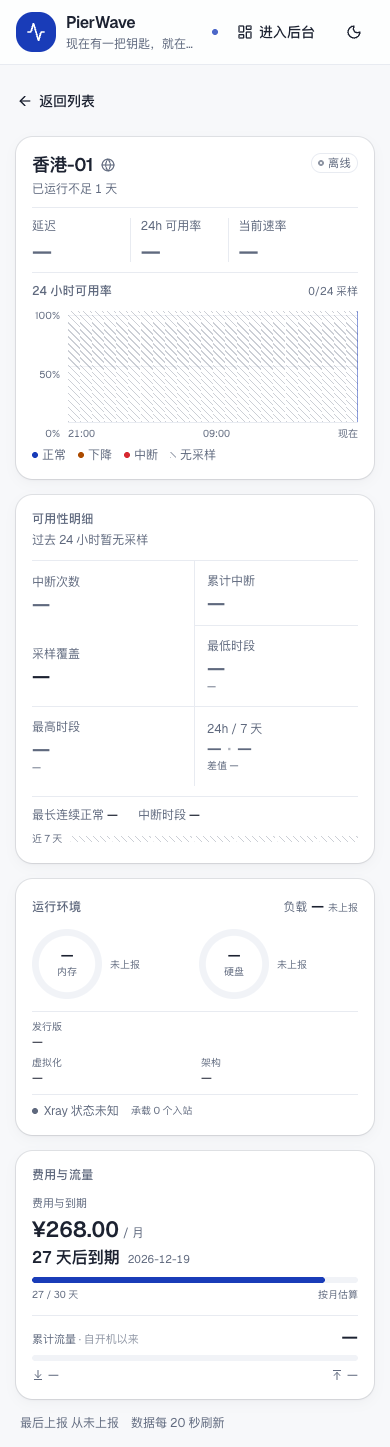 PierWave
现在有一把钥匙，就在...
进入后台
返回列表
香港-01
离线
已运行不足 1 天
延迟
24h 可用率
当前速率
—
—
—
24 小时可用率
0/24 采样
100%
50%
0%
21:00
09:00
现在
正常
下降
中断
无采样
可用性明细
过去 24 小时暂无采样
中断次数
—
累计中断
—
采样覆盖
—
最低时段
—
—
最高时段
—
—
24h / 7 天
— · —
差值 —
最长连续正常 —
中断时段 —
近 7 天
运行环境
负载 — 未上报
—
内存
未上报
—
硬盘
未上报
发行版
—
虚拟化
—
架构
—
Xray 状态未知
承载 0 个入站
费用与流量
费用与到期
¥268.00 / 月
27 天后到期 2026-12-19
27 / 30 天
按月估算
累计流量 · 自开机以来
—
—
—
最后上报 从未上报
数据每 20 秒刷新